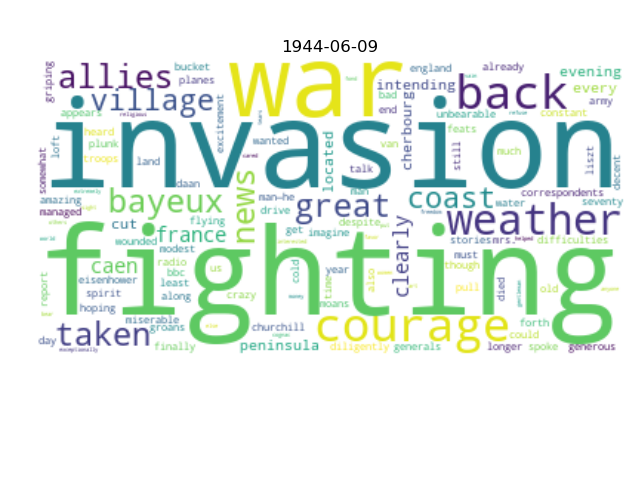 1944-06-09
griping
allies
bucket
planes
war
england
already
evening
intending
back
every
village
bad
army
end
appears
religious
excitement
cherbourg
unbearable
constant
feats
invasion
loft
heard
plunk
troops
wanted
located
van
still
much
liszt
decent
somewhat
land
talk
daan
cared
amazing
managed
bayeux
news
man-he
man
drive
great
coast
water
correspondents
seventy
weather
cut
flying
france
wounded
modest
get
imagine
despite
clearly
stories
mrs.
helped
difficulties
fighting
caen
radio
bbc
us
cold
year
time
also
must
though
report
eisenhower
least
spirit
along
crazy
moans
pull
died
old
hoping
miserable
day
taken
groans
churchill
courage
forth
could
finally
peninsula
diligently
generals
longer
spoke
generous
exceptionally